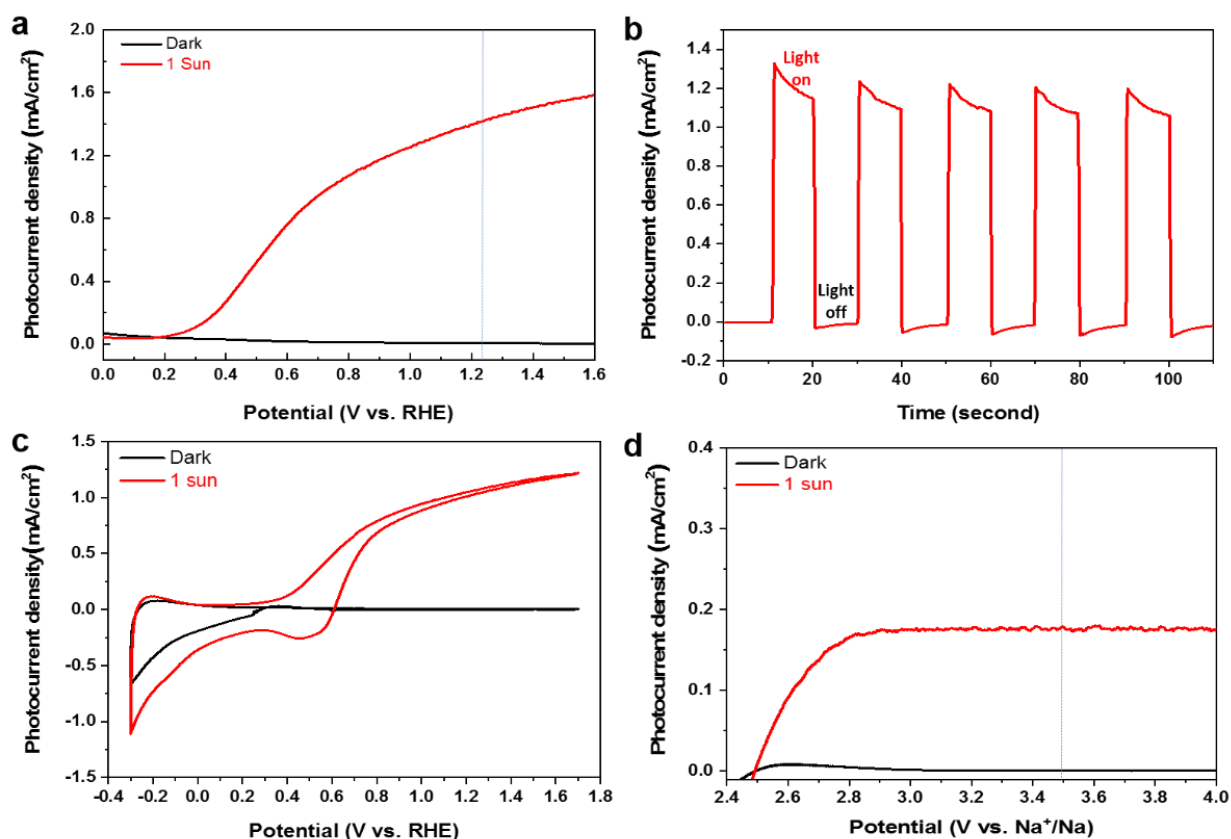 a
Dark
1 Sun
Photocurrent density (mA/cm²)
2.0
1.6
1.2
0.8
0.4
0.0
0.0 0.2 0.4 0.6 0.8 1.0 1.2 1.4 1.6
Potential (V vs. RHE)
b
Light
on
Light
off
Photocurrent density (mA/cm²)
1.4
1.2
1.0
0.8
0.6
0.4
0.2
0.0
-0.2
0 20 40 60 80 100
Time (second)
c
Dark
1 sun
Photocurrent density(mA/cm²)
1.5
1.0
0.5
0.0
-0.5
-1.0
-1.5
-0.4 -0.2 0.0 0.2 0.4 0.6 0.8 1.0 1.2 1.4 1.6 1.8
Potential (V vs. RHE)
d
Dark
1 sun
Photocurrent density (mA/cm²)
0.4
0.3
0.2
0.1
0.0
2.4 2.6 2.8 3.0 3.2 3.4 3.6 3.8 4.0
Potential (V vs. Na⁺/Na)